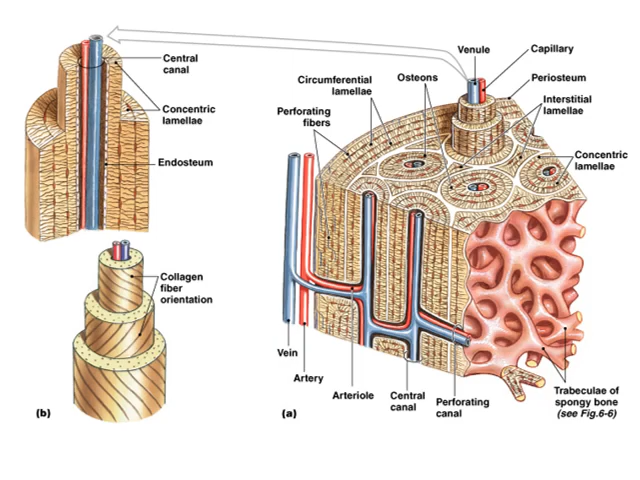 Central
canal
Concentric
lamellae
Endosteum
Collagen
fiber
orientation
(b)
Venule
Capillary
Circumferential
lamellae
Osteons
Periosteum
Perforating
fibers
Interstitial
lamellae
Concentric
lamellae
Vein
Artery
Arteriole
Central
canal
Perforating
canal
Trabeculae of
spongy bone
(see Fig.6-6)
(a)